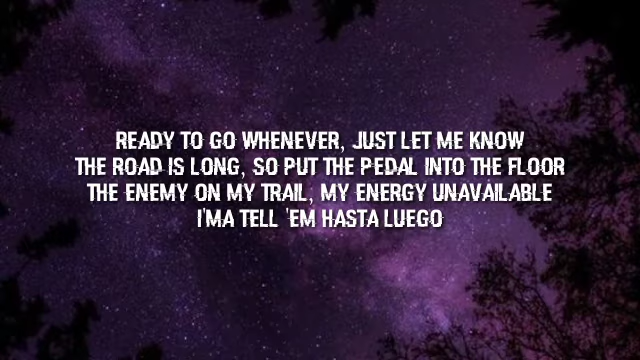 READY TO GO WHENEVER, JUST LET ME KNOW
THE ROAD IS LONG, SO PUT THE PEDAL INTO THE FLOOR
THE ENEMY ON MY TRAIL, MY ENERGY UNAVAILABLE
I'MA TELL 'EM HASTA LUEGO